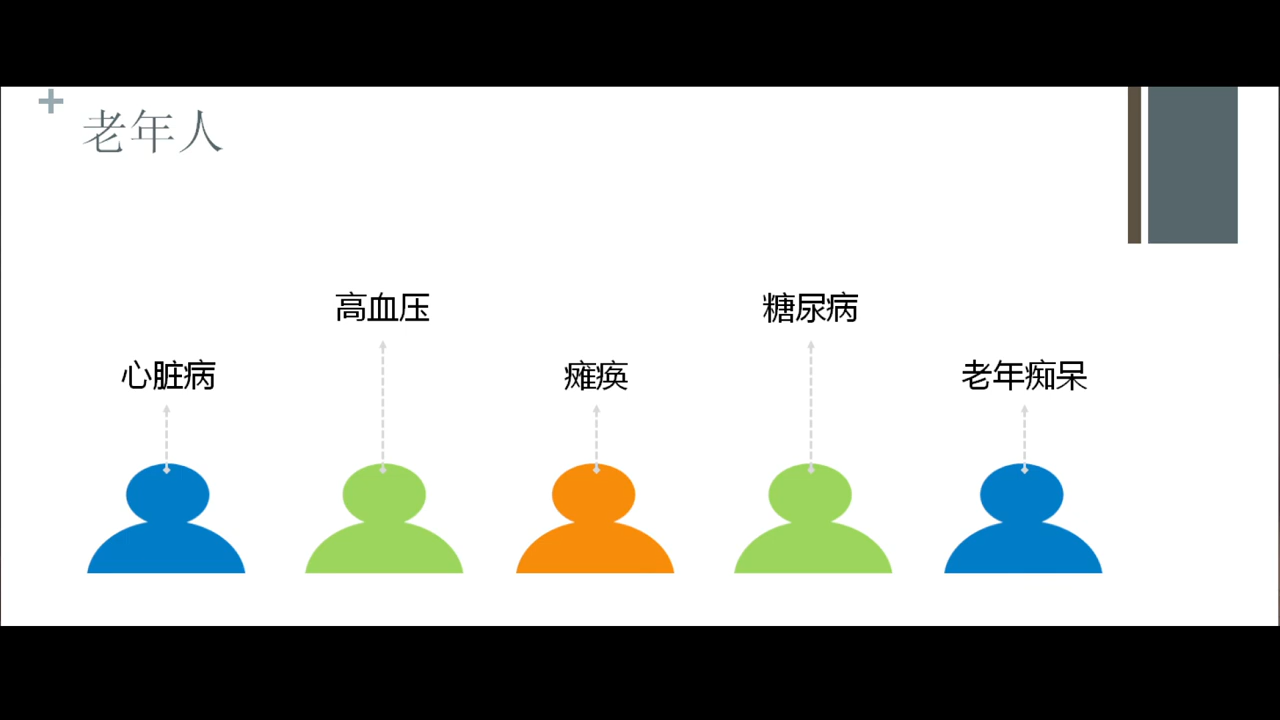 老年人
心脏病
高血压
瘫痪
糖尿病
老年痴呆